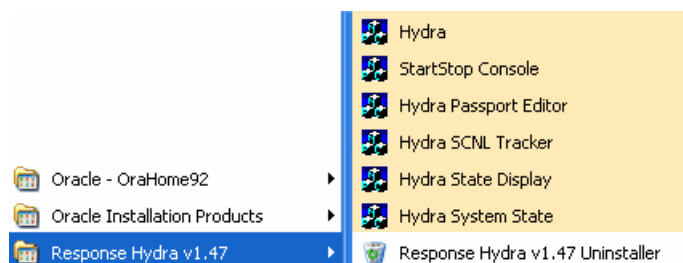 Oracle - OraHome92
Oracle Installation Products
Response Hydra v1.47
Hydra
StartStop Console
Hydra Passport Editor
Hydra SCNL Tracker
Hydra State Display
Hydra System State
Response Hydra v1.47 Uninstaller